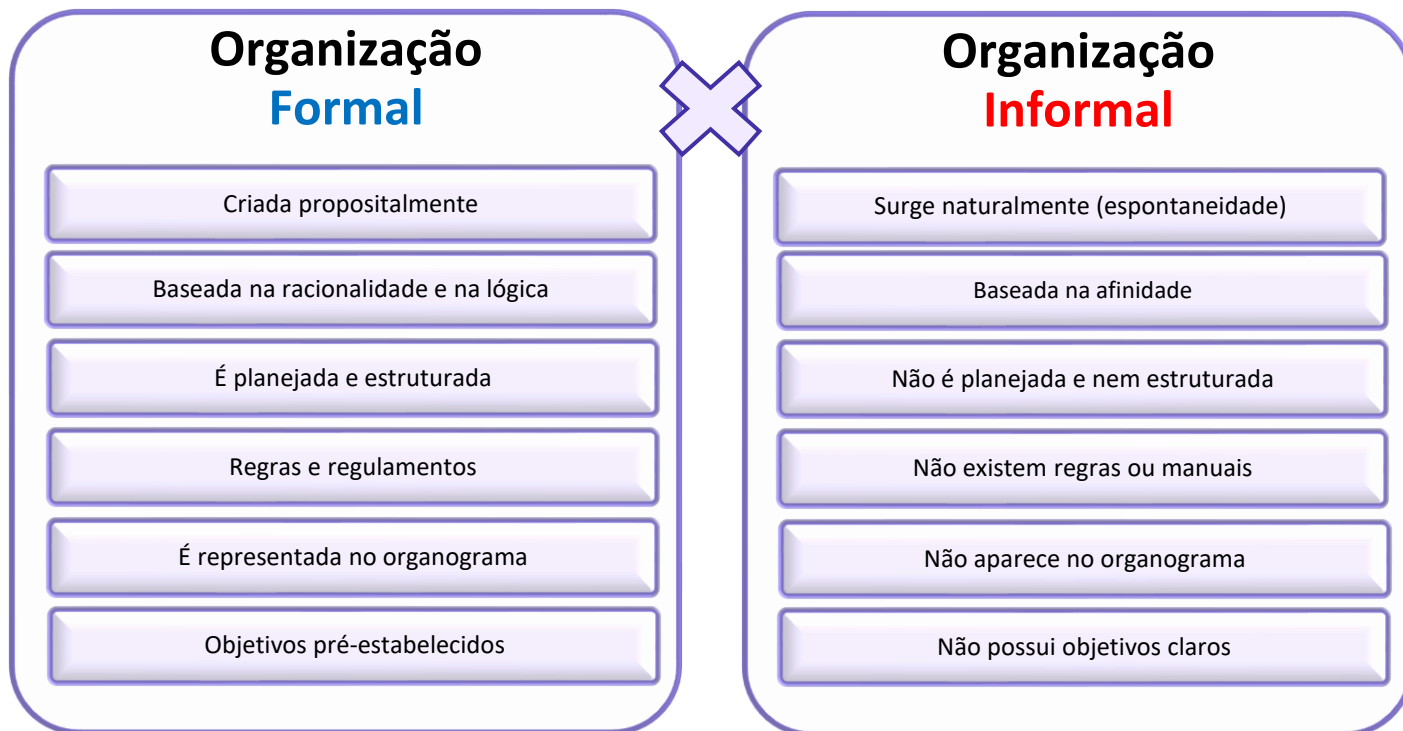 Organização
Formal
Criada propositalmente
Baseada na racionalidade e na lógica
É planejada e estruturada
Regras e regulamentos
É representada no organograma
Objetivos pré-estabelecidos
Organização
Informal
Surge naturalmente (espontaneidade)
Baseada na afinidade
Não é planejada e nem estruturada
Não existem regras ou manuais
Não aparece no organograma
Não possui objetivos claros